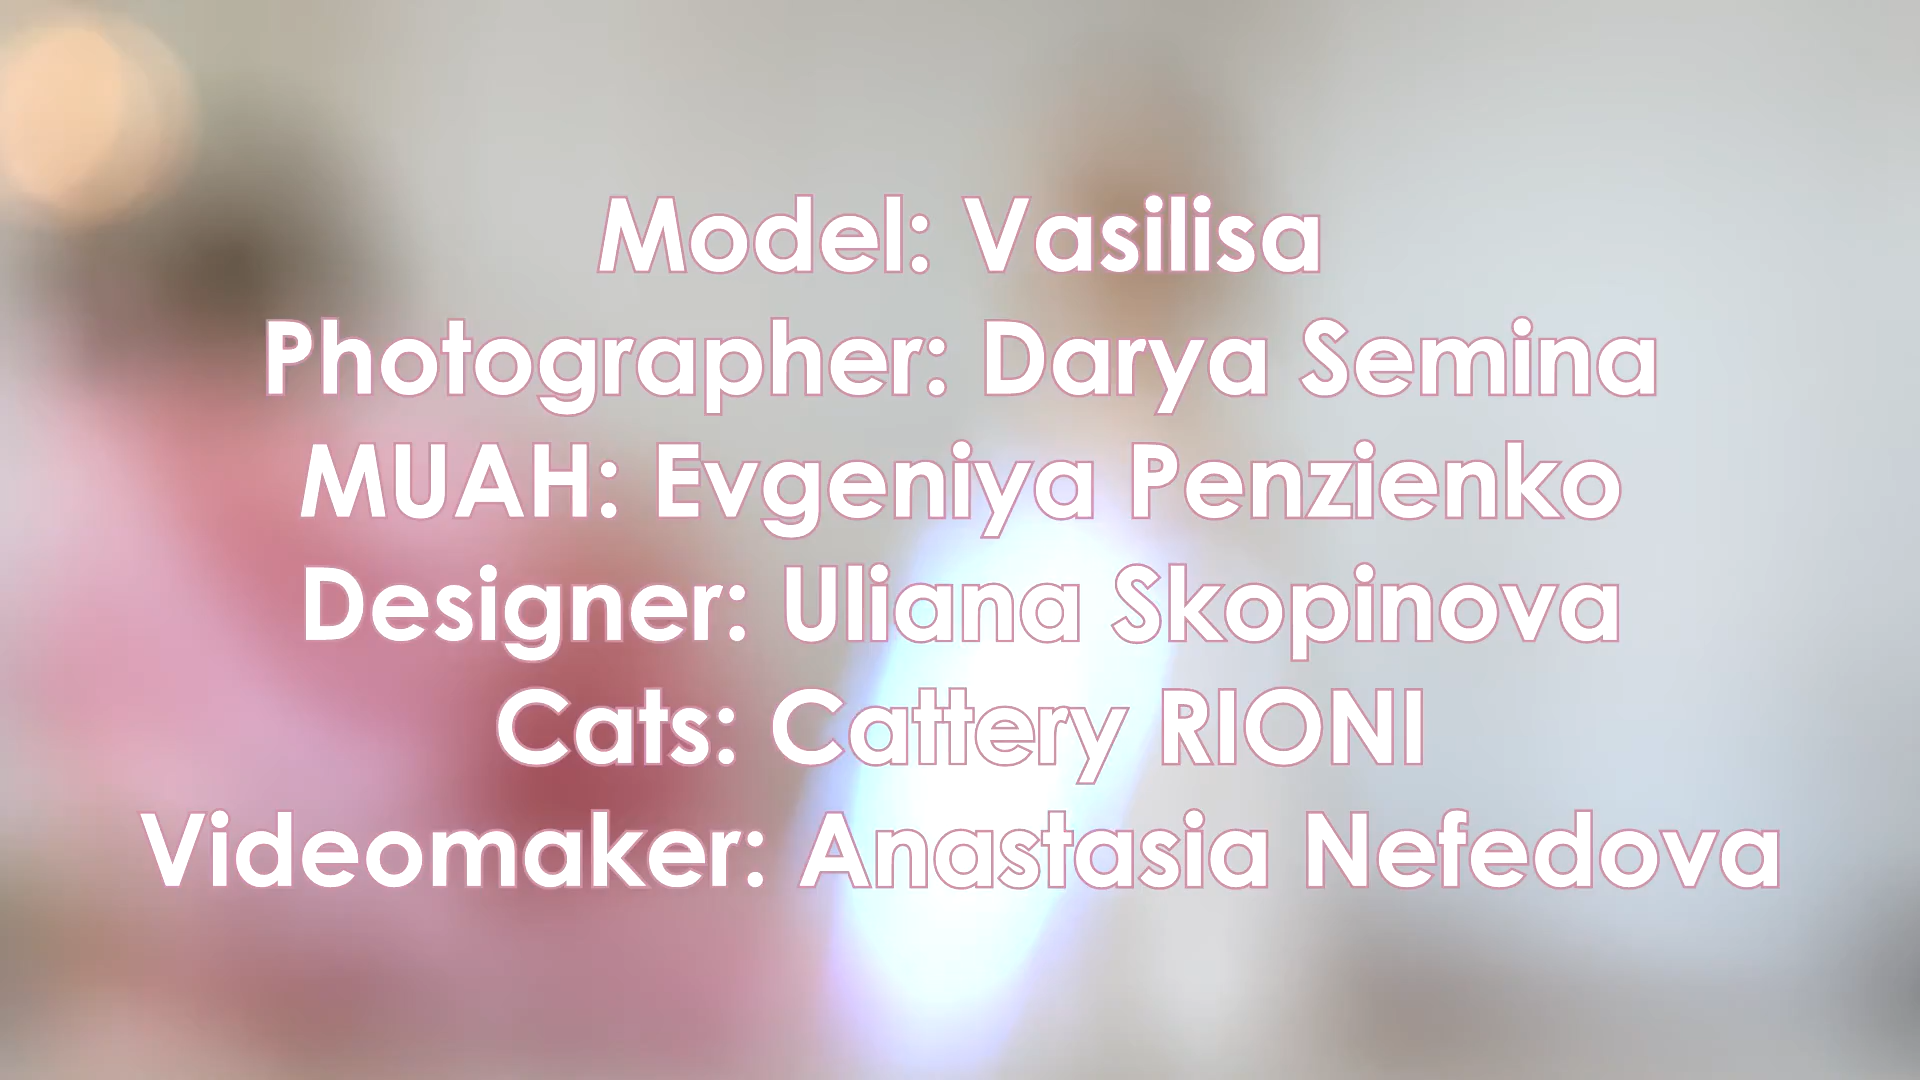 Model: Vasilisa
Photographer: Darya Semina
MUAH: Evgeniya Penzienko
Designer: Uliana Skopinova
Cats: Cattery RIONI
Videomaker: Anastasia Nefedova